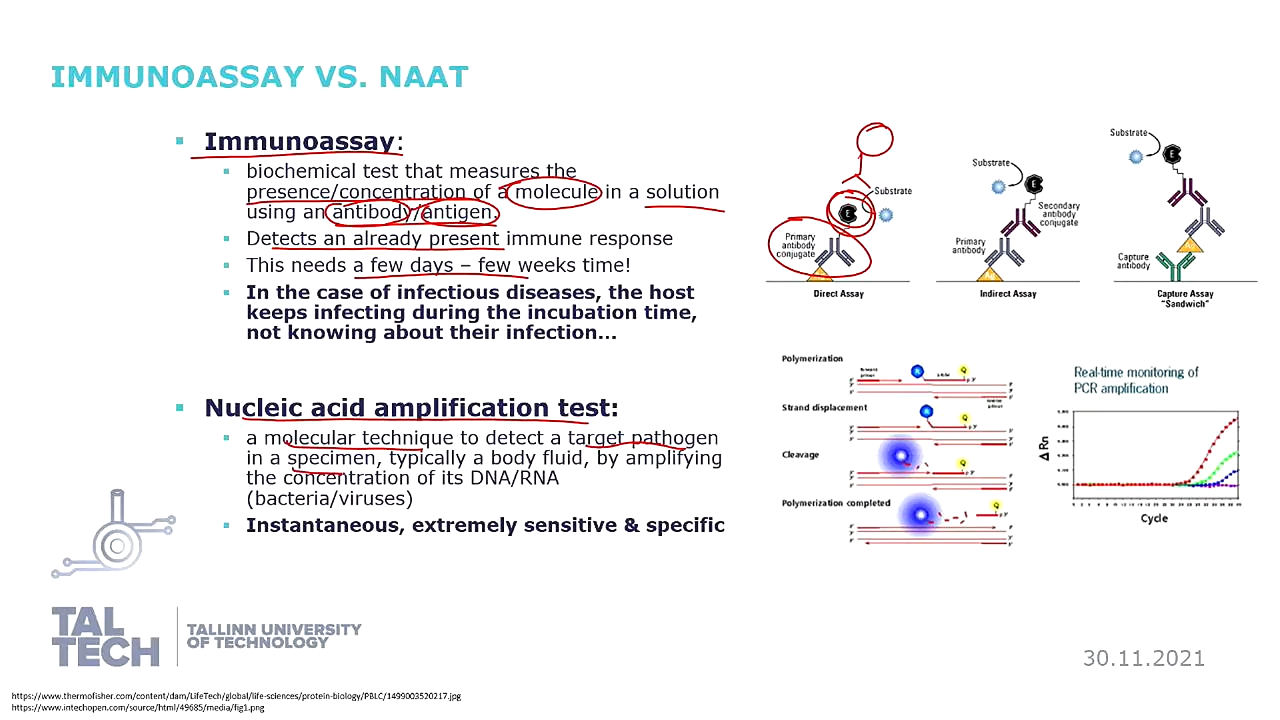 IMMUNOASSAY VS. NAAT
Immunoassay:
biochemical test that measures the
presence/concentration of a molecule in a solution
using an antibody/antigen.
Detects an already present immune response
This needs a few days – few weeks time!
In the case of infectious diseases, the host
keeps infecting during the incubation time,
not knowing about their infection...
Nucleic acid amplification test:
a molecular technique to detect a target pathogen
in a specimen, typically a body fluid, by amplifying
the concentration of its DNA/RNA
(bacteria/viruses)
Instantaneous, extremely sensitive & specific
Substrate
E
Primary
antibody
conjugate
Direct Assay
Substrate
E
Secondary
antibody
conjugate
Primary
antibody
Indirect Assay
Substrate
E
Capture
antibody
Capture Assay
"Sandwich"
Polymerization
R
Q
Strand displacement
R
Q
Cleavage
R
Q
Polymerization completed
R
Q
Real-time monitoring of
PCR amplification
Δ Rn
Cycle
TAL
TECH
TALLINN UNIVERSITY
OF TECHNOLOGY
30.11.2021
https://www.thermofisher.com/content/dam/LifeTech/global/life-sciences/protein-biology/PBLC/1499003520217.jpg
https://www.intechopen.com/source/html/49685/media/fig1.png